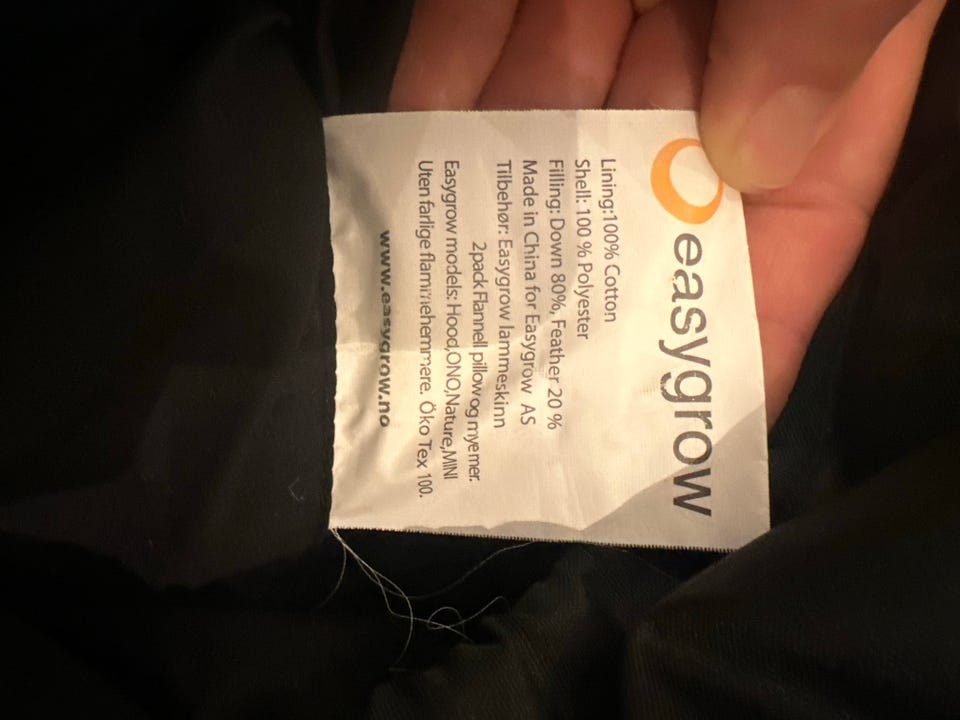 easygrow
Lining:100% Cotton
Shell: 100 % Polyester
Filling: Down 80%, Feather 20 %
Made in China for Easygrow AS
Tilbehør: Easygrow lammeskinn
2pack Flannell pillow og mye mer.
Easygrow models: Hood,ONO,Nature,MINI
Uten farlige flammehemmere. Öko Tex 100.
www.easygrow.no